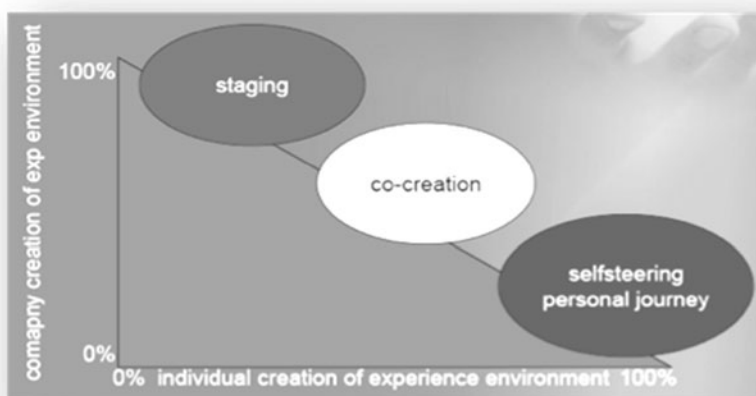 comapny creation of exp environment
100%
staging
co-creation
selfsteering
personal journey
0%
0% individual creation of experience environment 100%